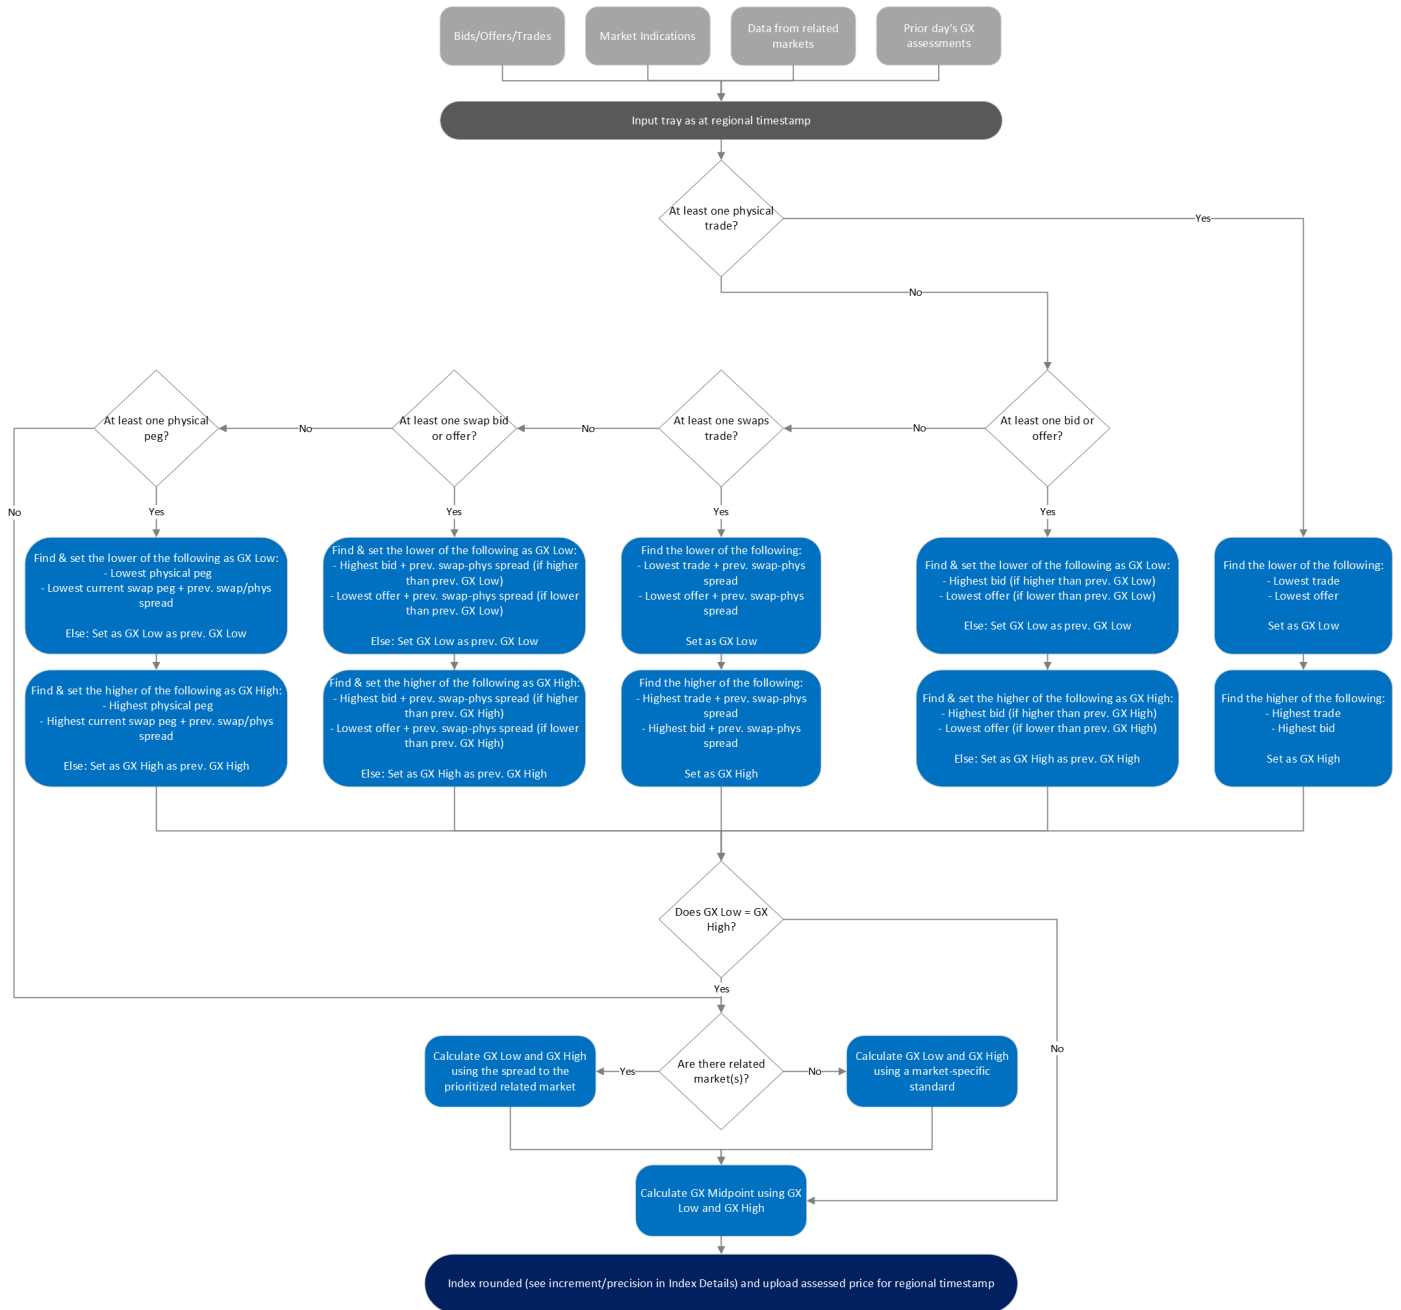 Bids/Offers/Trades
Market Indications
Data from related
markets
Prior day's GX
assessments
Input tray as at regional timestamp
At least one physical
trade?
Yes
No
At least one physical
peg?
No
At least one swap bid
or offer?
No
At least one swaps
trade?
No
At least one bid or
offer?
No
Yes
Yes
Yes
Yes
Find & set the lower of the following as GX Low:
- Lowest physical peg
- Lowest current swap peg + prev. swap/phys
spread
Else: Set as GX Low as prev. GX Low
Find & set the lower of the following as GX Low:
- Highest bid + prev. swap-phys spread (if higher
than prev. GX Low)
- Lowest offer + prev. swap-phys spread (if lower
than prev. GX Low)
Else: Set GX Low as prev. GX Low
Find the lower of the following:
- Lowest trade + prev. swap-phys
spread
- Lowest offer + prev. swap-phys
spread
Set as GX Low
Find & set the lower of the following as GX Low:
- Highest bid (if higher than prev. GX Low)
- Lowest offer (if lower than prev. GX Low)
Else: Set GX Low as prev. GX Low
Find the lower of the following:
- Lowest trade
- Lowest offer
Set as GX Low
Find & set the higher of the following as GX High:
- Highest physical peg
- Highest current swap peg + prev. swap/phys
spread
Else: Set as GX High as prev. GX High
Find & set the higher of the following as GX High:
- Highest bid + prev. swap-phys spread (if higher
than prev. GX High)
- Lowest offer + prev. swap-phys spread (if lower
than prev. GX High)
Else: Set as GX High as prev. GX High
Find the higher of the following:
- Highest trade + prev. swap-phys
spread
- Highest bid + prev. swap-phys
spread
Set as GX High
Find & set the higher of the following as GX High:
- Highest bid (if higher than prev. GX High)
- Lowest offer (if lower than prev. GX High)
Else: Set as GX High as prev. GX High
Find the higher of the following:
- Highest trade
- Highest bid
Set as GX High
Does GX Low = GX
High?
Yes
No
Calculate GX Low and GX High
using the spread to the
prioritized related market
Yes
Are there related
market(s)?
No
Calculate GX Low and GX High
using a market-specific
standard
Calculate GX Midpoint using GX
Low and GX High
Index rounded (see increment/precision in Index Details) and upload assessed price for regional timestamp